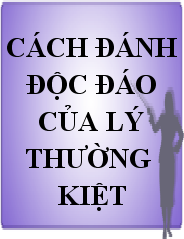 CÁCH ĐÁNH
ĐỘC ĐÁO
CỦA LÝ
THƯỜNG
KIỆT